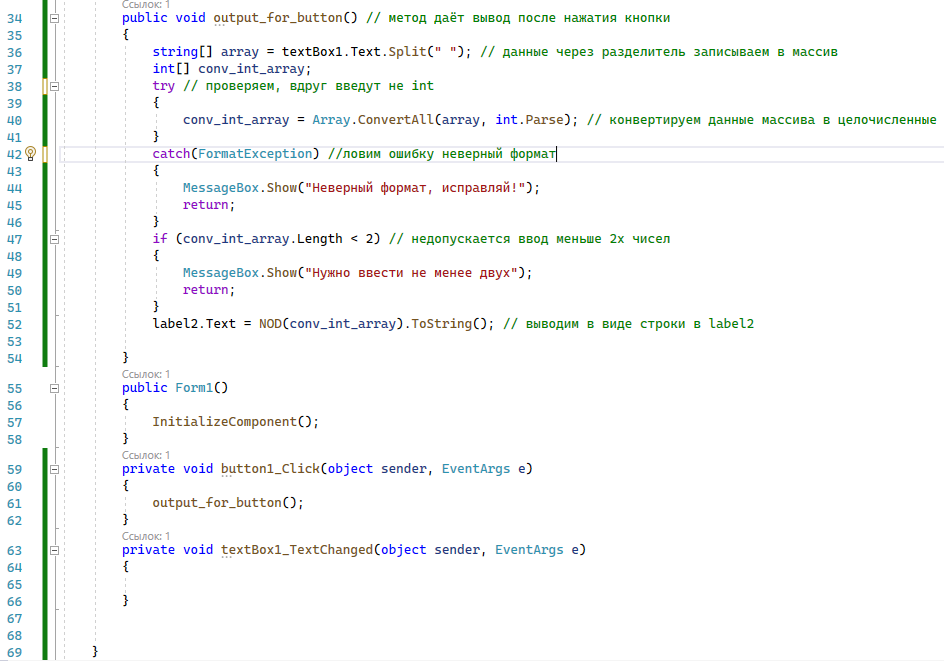 Ссылок: 1
34 public void output_for_button() // метод даёт вывод после нажатия кнопки
35 {
36 string[] array = textBox1.Text.Split(" "); // данные через разделитель записываем в массив
37 int[] conv_int_array;
38 try // проверяем, вдруг введут не int
39 {
40 conv_int_array = Array.ConvertAll(array, int.Parse); // конвертируем данные массива в целочисленные
41 }
42 catch(FormatException) //ловим ошибку неверный формат
43 {
44 MessageBox.Show("Неверный формат, исправляй!");
45 return;
46 }
47 if (conv_int_array.Length < 2) // недопускается ввод меньше 2х чисел
48 {
49 MessageBox.Show("Нужно ввести не менее двух");
50 return;
51 }
52 label2.Text = NOD(conv_int_array).ToString(); // выводим в виде строки в label2
53
54 }
Ссылок: 1
55 public Form1()
56 {
57 InitializeComponent();
58 }
Ссылок: 1
59 private void button1_Click(object sender, EventArgs e)
60 {
61 output_for_button();
62 }
Ссылок: 1
63 private void textBox1_TextChanged(object sender, EventArgs e)
64 {
65
66 }
67
68
69 }